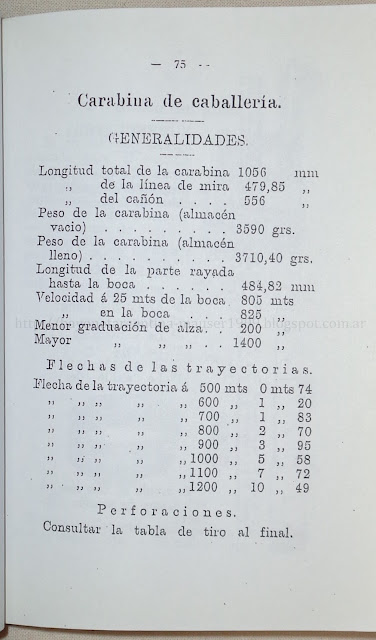 — 75 --
Carabina de caballería.
GENERALIDADES.
Longitud total de la carabina 1056 mm
„ de la línea de mira 479,85 „
„ del cañón . . . . 556 „
Peso de la carabina (almacén
vacio) . . . . . . . . . 3590 grs.
Peso de la carabina (almacén
lleno) . . . . . . . . . . 3710,40 grs.
Longitud de la parte rayada
hasta la boca . . . . . . 484,82 mm
Velocidad á 25 mts de la boca 805 mts
„ en la boca . . . 825 „
Menor graduación de alza. . 200 „
Mayor „ „ „ . . 1400 „
Flechas de las trayectorias.
Flecha de la trayectoria á 500 mts 0 mts 74
„ „ „ „ „ 600 „ 1 „ 20
„ „ „ „ „ 700 „ 1 „ 83
„ „ „ „ „ 800 „ 2 „ 70
„ „ „ „ „ 900 „ 3 „ 95
„ „ „ „ „ 1000 „ 5 „ 58
„ „ „ „ „ 1100 „ 7 „ 72
„ „ „ „ „ 1200 „ 10 „ 49
Perforaciones.
Consultar la tabla de tiro al final.